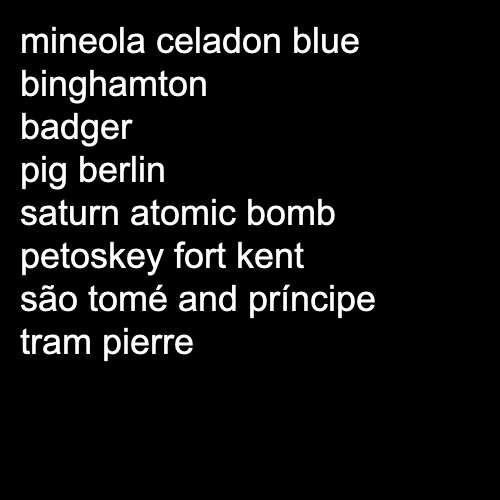 mineola celadon blue
binghamton
badger
pig berlin
saturn atomic bomb
petoskey fort kent
são tomé and príncipe
tram pierre